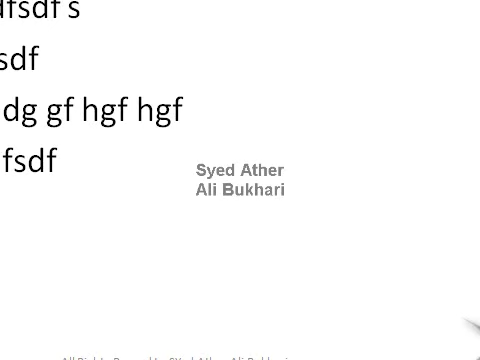 dfsdf s
sdf
dg gf hgf hgf
fsdf
Syed Ather
Ali Bukhari